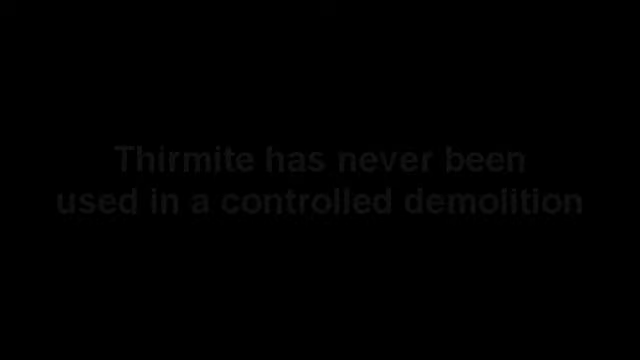 Thirmite has never been
used in a controlled demolition